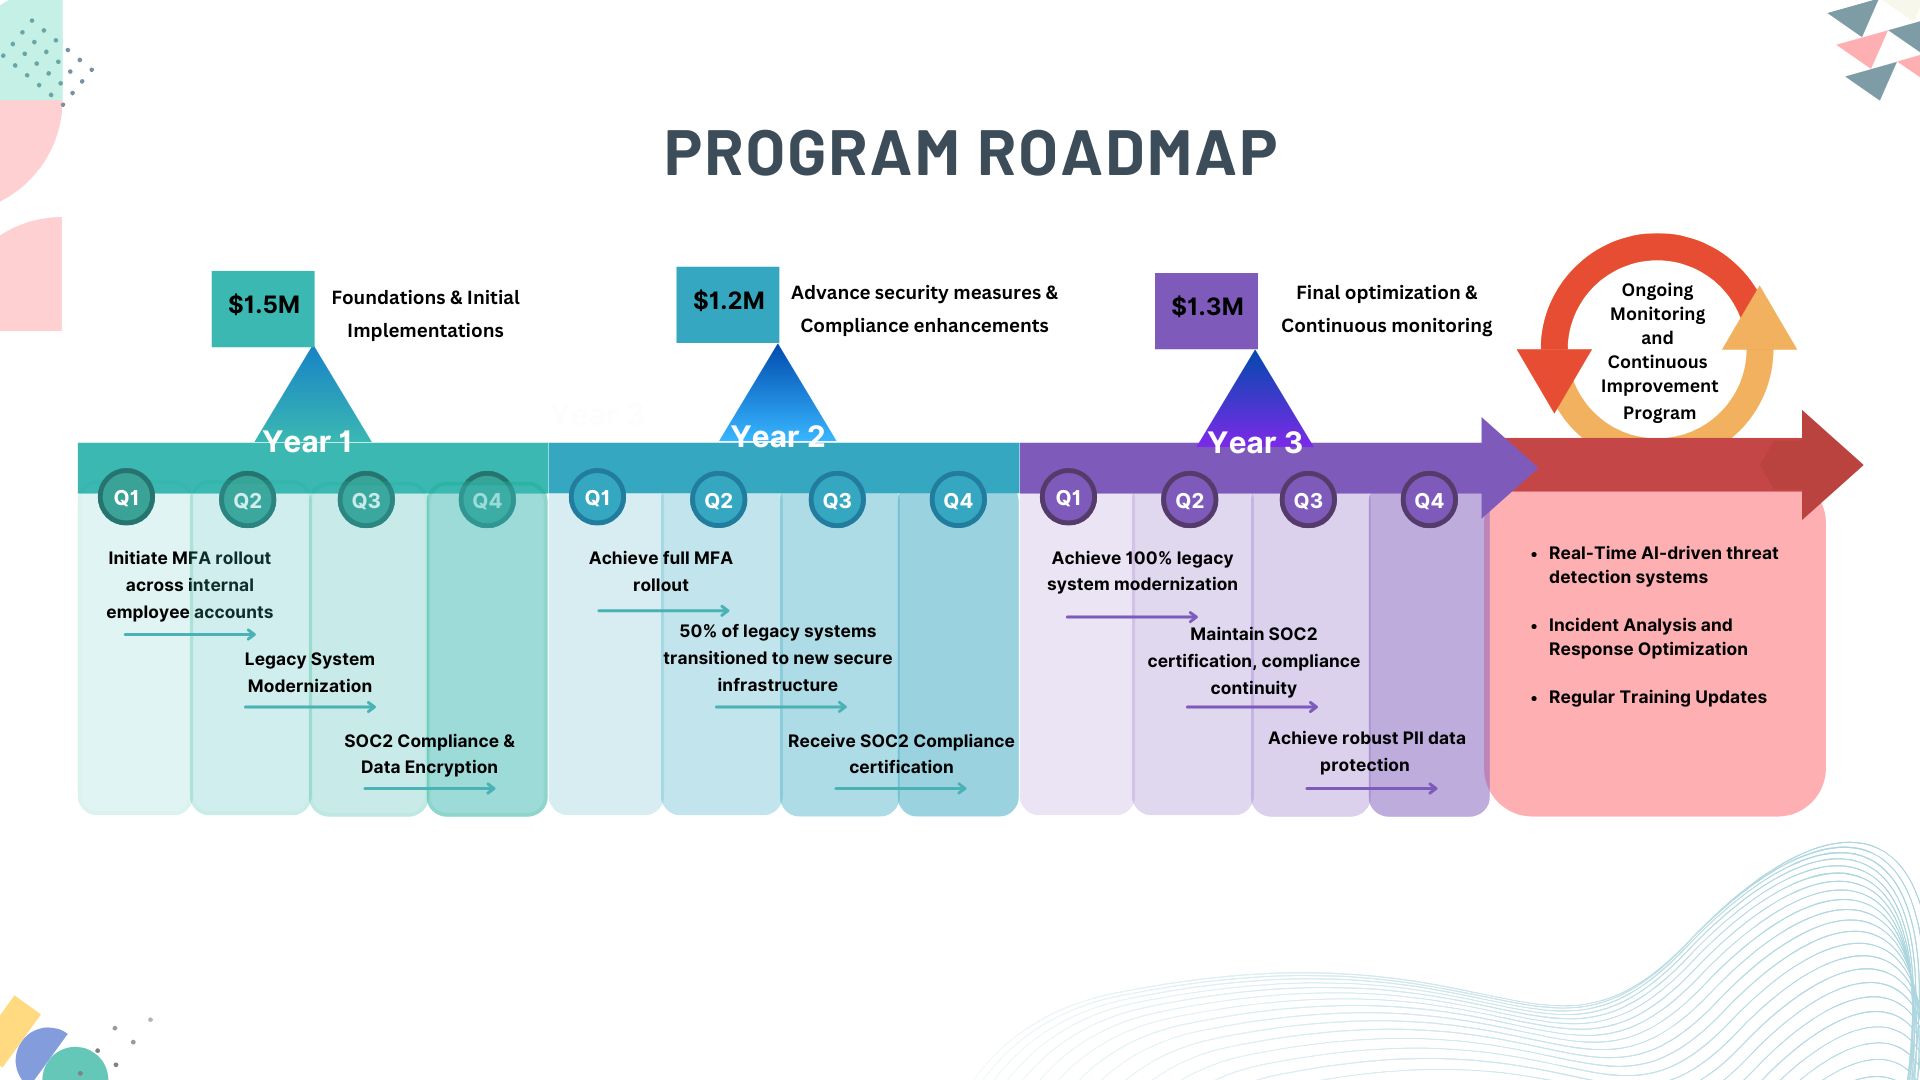 PROGRAM ROADMAP
$1.5M
Foundations & Initial
Implementations
$1.2M
Advance security measures &
Compliance enhancements
$1.3M
Final optimization &
Continuous monitoring
Ongoing
Monitoring
and
Continuous
Improvement
Program
Year 3
Year 1
Year 2
Year 3
Q1
Q2
Q3
Q4
Q1
Q2
Q3
Q4
Q1
Q2
Q3
Q4
Initiate MFA rollout
across internal
employee accounts
Legacy System
Modernization
SOC2 Compliance &
Data Encryption
Achieve full MFA
rollout
50% of legacy systems
transitioned to new secure
infrastructure
Receive SOC2 Compliance
certification
Achieve 100% legacy
system modernization
Maintain SOC2
certification, compliance
continuity
Achieve robust PII data
protection
• Real-Time AI-driven threat
detection systems
• Incident Analysis and
Response Optimization
• Regular Training Updates